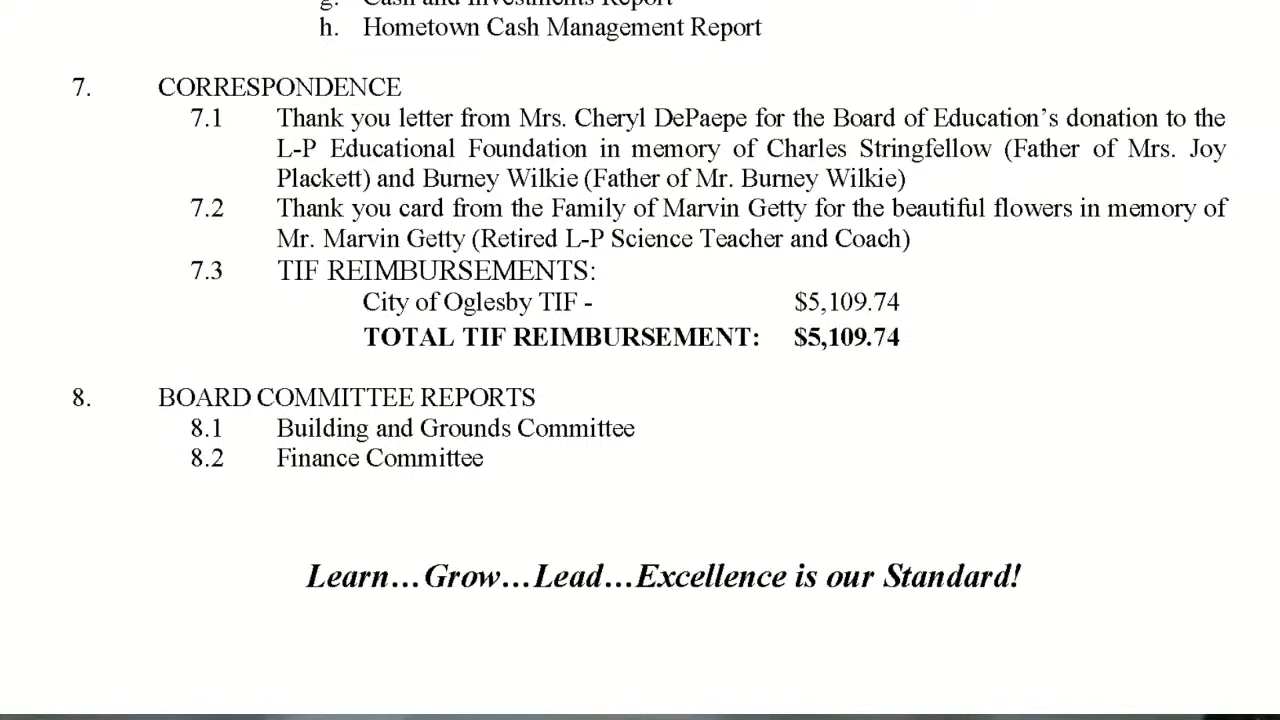 g. Cash and Investments Report
h. Hometown Cash Management Report
7. CORRESPONDENCE
7.1 Thank you letter from Mrs. Cheryl DePaepe for the Board of Education’s donation to the
L-P Educational Foundation in memory of Charles Stringfellow (Father of Mrs. Joy
Plackett) and Burney Wilkie (Father of Mr. Burney Wilkie)
7.2 Thank you card from the Family of Marvin Getty for the beautiful flowers in memory of
Mr. Marvin Getty (Retired L-P Science Teacher and Coach)
7.3 TIF REIMBURSEMENTS:
City of Oglesby TIF - $5,109.74
TOTAL TIF REIMBURSEMENT: $5,109.74
8. BOARD COMMITTEE REPORTS
8.1 Building and Grounds Committee
8.2 Finance Committee
Learn…Grow…Lead…Excellence is our Standard!